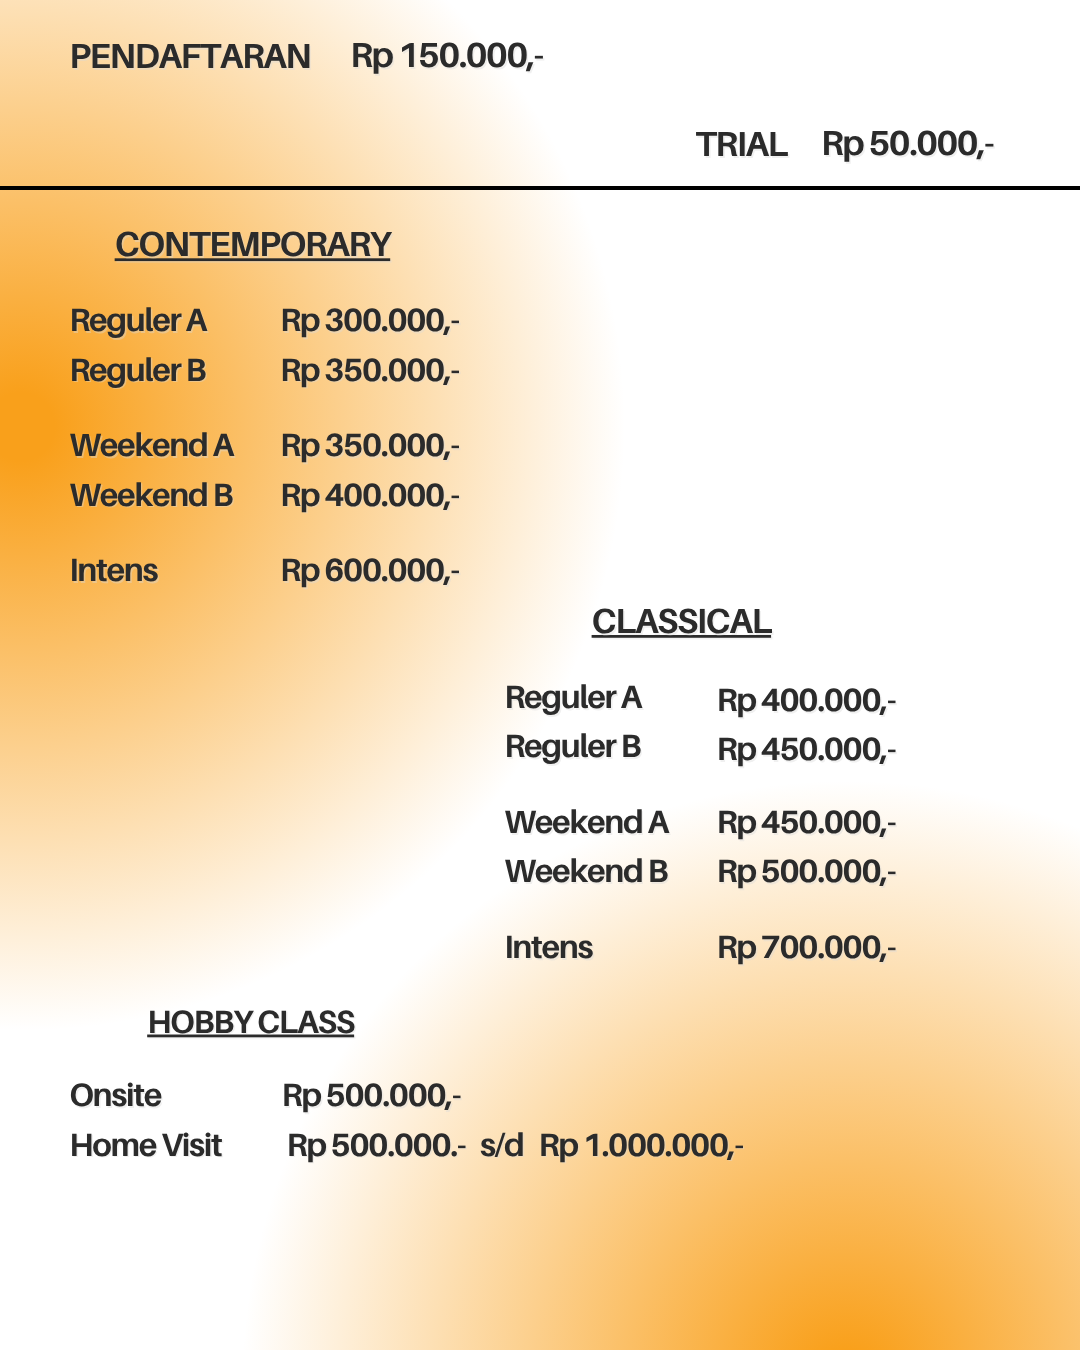 PENDAFTARAN Rp 150.000,-
TRIAL Rp 50.000,-
CONTEMPORARY
Reguler A Rp 300.000,-
Reguler B Rp 350.000,-
Weekend A Rp 350.000,-
Weekend B Rp 400.000,-
Intens Rp 600.000,-
CLASSICAL
Reguler A Rp 400.000,-
Reguler B Rp 450.000,-
Weekend A Rp 450.000,-
Weekend B Rp 500.000,-
Intens Rp 700.000,-
HOBBY CLASS
Onsite Rp 500.000,-
Home Visit Rp 500.000.- s/d Rp 1.000.000,-